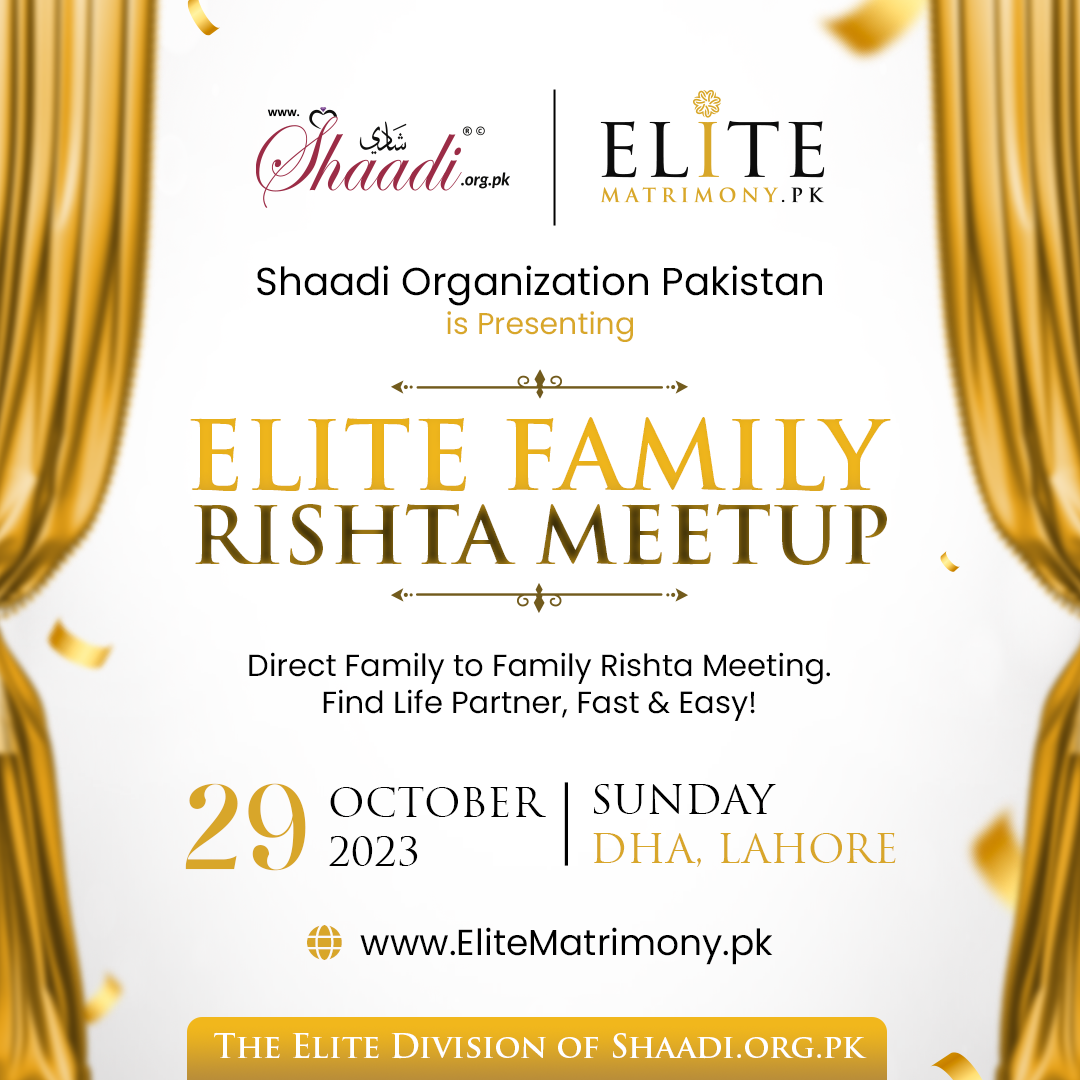 www.
Shaadi شَادي ® ©
.org.pk
ELITE
MATRIMONY.PK
Shaadi Organization Pakistan
is Presenting
ELITE FAMILY
RISHTA MEETUP
Direct Family to Family Rishta Meeting.
Find Life Partner, Fast & Easy!
29 OCTOBER
2023
SUNDAY
DHA, LAHORE
www.EliteMatrimony.pk
THE ELITE DIVISION OF SHAADI.ORG.PK